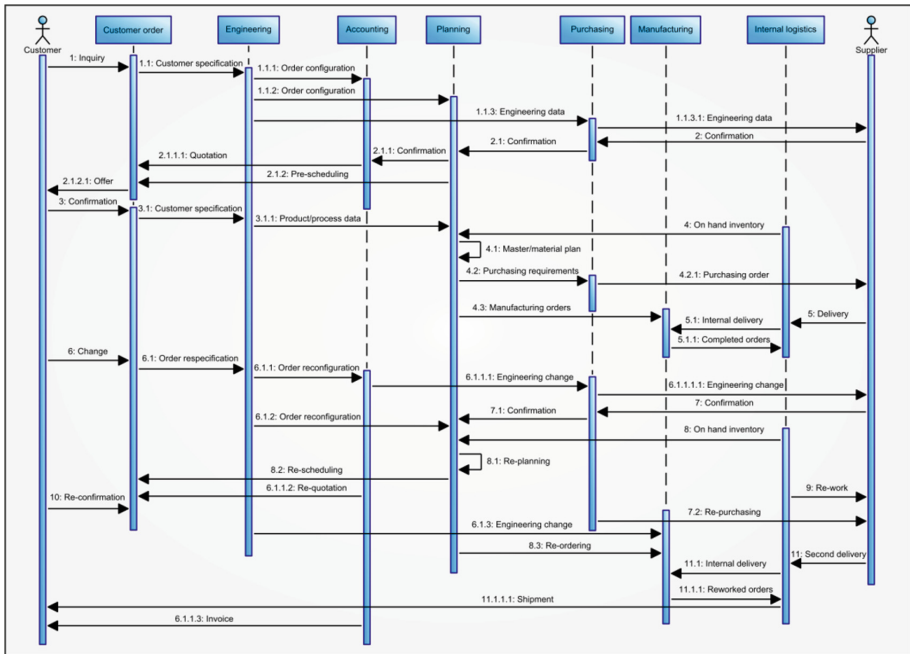 Customer
Customer order
Engineering
Accounting
Planning
Purchasing
Manufacturing
Internal logistics
Supplier
1: Inquiry
1.1: Customer specification
1.1.1: Order configuration
1.1.2: Order configuration
1.1.3: Engineering data
1.1.3.1: Engineering data
2: Confirmation
2.1: Confirmation
2.1.1: Confirmation
2.1.1.1: Quotation
2.1.2: Pre-scheduling
2.1.2.1: Offer
3: Confirmation
3.1: Customer specification
3.1.1: Product/process data
4: On hand inventory
4.1: Master/material plan
4.2: Purchasing requirements
4.2.1: Purchasing order
4.3: Manufacturing orders
5: Delivery
5.1: Internal delivery
5.1.1: Completed orders
6: Change
6.1: Order respecification
6.1.1: Order reconfiguration
6.1.1.1: Engineering change
6.1.1.1.1: Engineering change
7: Confirmation
7.1: Confirmation
6.1.2: Order reconfiguration
8: On hand inventory
8.1: Re-planning
8.2: Re-scheduling
6.1.1.2: Re-quotation
9: Re-work
10: Re-confirmation
7.2: Re-purchasing
6.1.3: Engineering change
8.3: Re-ordering
11: Second delivery
11.1: Internal delivery
11.1.1: Reworked orders
11.1.1.1: Shipment
6.1.1.3: Invoice